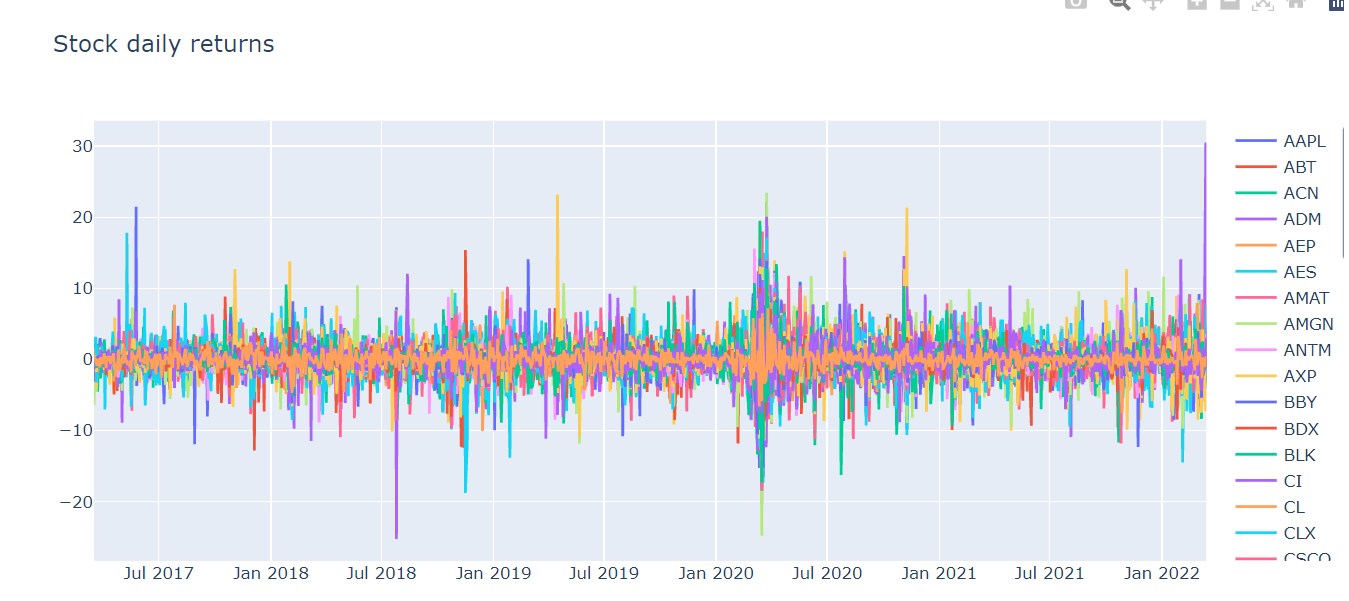 Stock daily returns
30
20
10
0
−10
−20
Jul 2017 Jan 2018 Jul 2018 Jan 2019 Jul 2019 Jan 2020 Jul 2020 Jan 2021 Jul 2021 Jan 2022
AAPL
ABT
ACN
ADM
AEP
AES
AMAT
AMGN
ANTM
AXP
BBY
BDX
BLK
CI
CL
CLX
CSCO